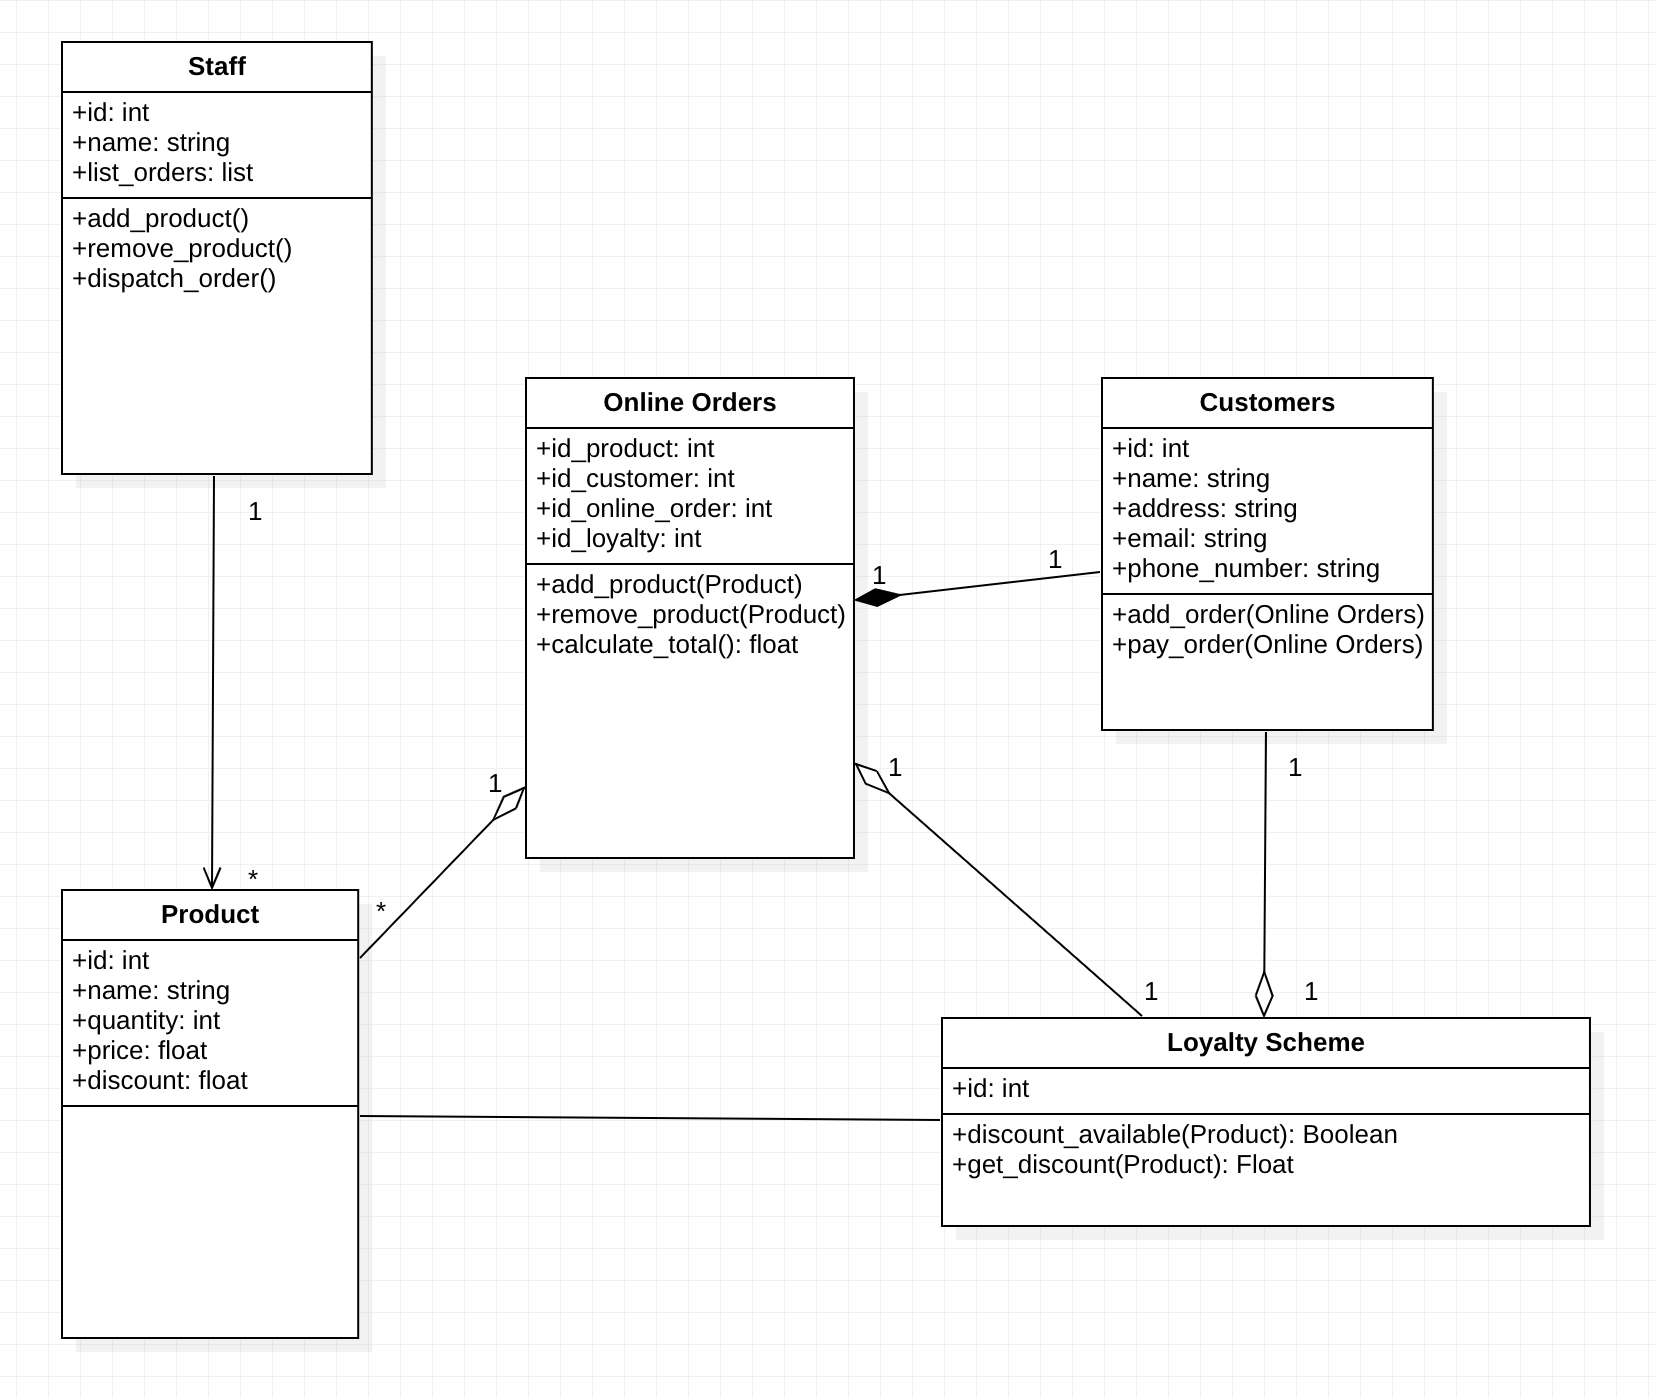 Staff
+id: int
+name: string
+list_orders: list
+add_product()
+remove_product()
+dispatch_order()
1
*
Online Orders
+id_product: int
+id_customer: int
+id_online_order: int
+id_loyalty: int
+add_product(Product)
+remove_product(Product)
+calculate_total(): float
1
1
Customers
+id: int
+name: string
+address: string
+email: string
+phone_number: string
+add_order(Online Orders)
+pay_order(Online Orders)
1
*
1
1
1
1
Product
+id: int
+name: string
+quantity: int
+price: float
+discount: float
Loyalty Scheme
+id: int
+discount_available(Product): Boolean
+get_discount(Product): Float